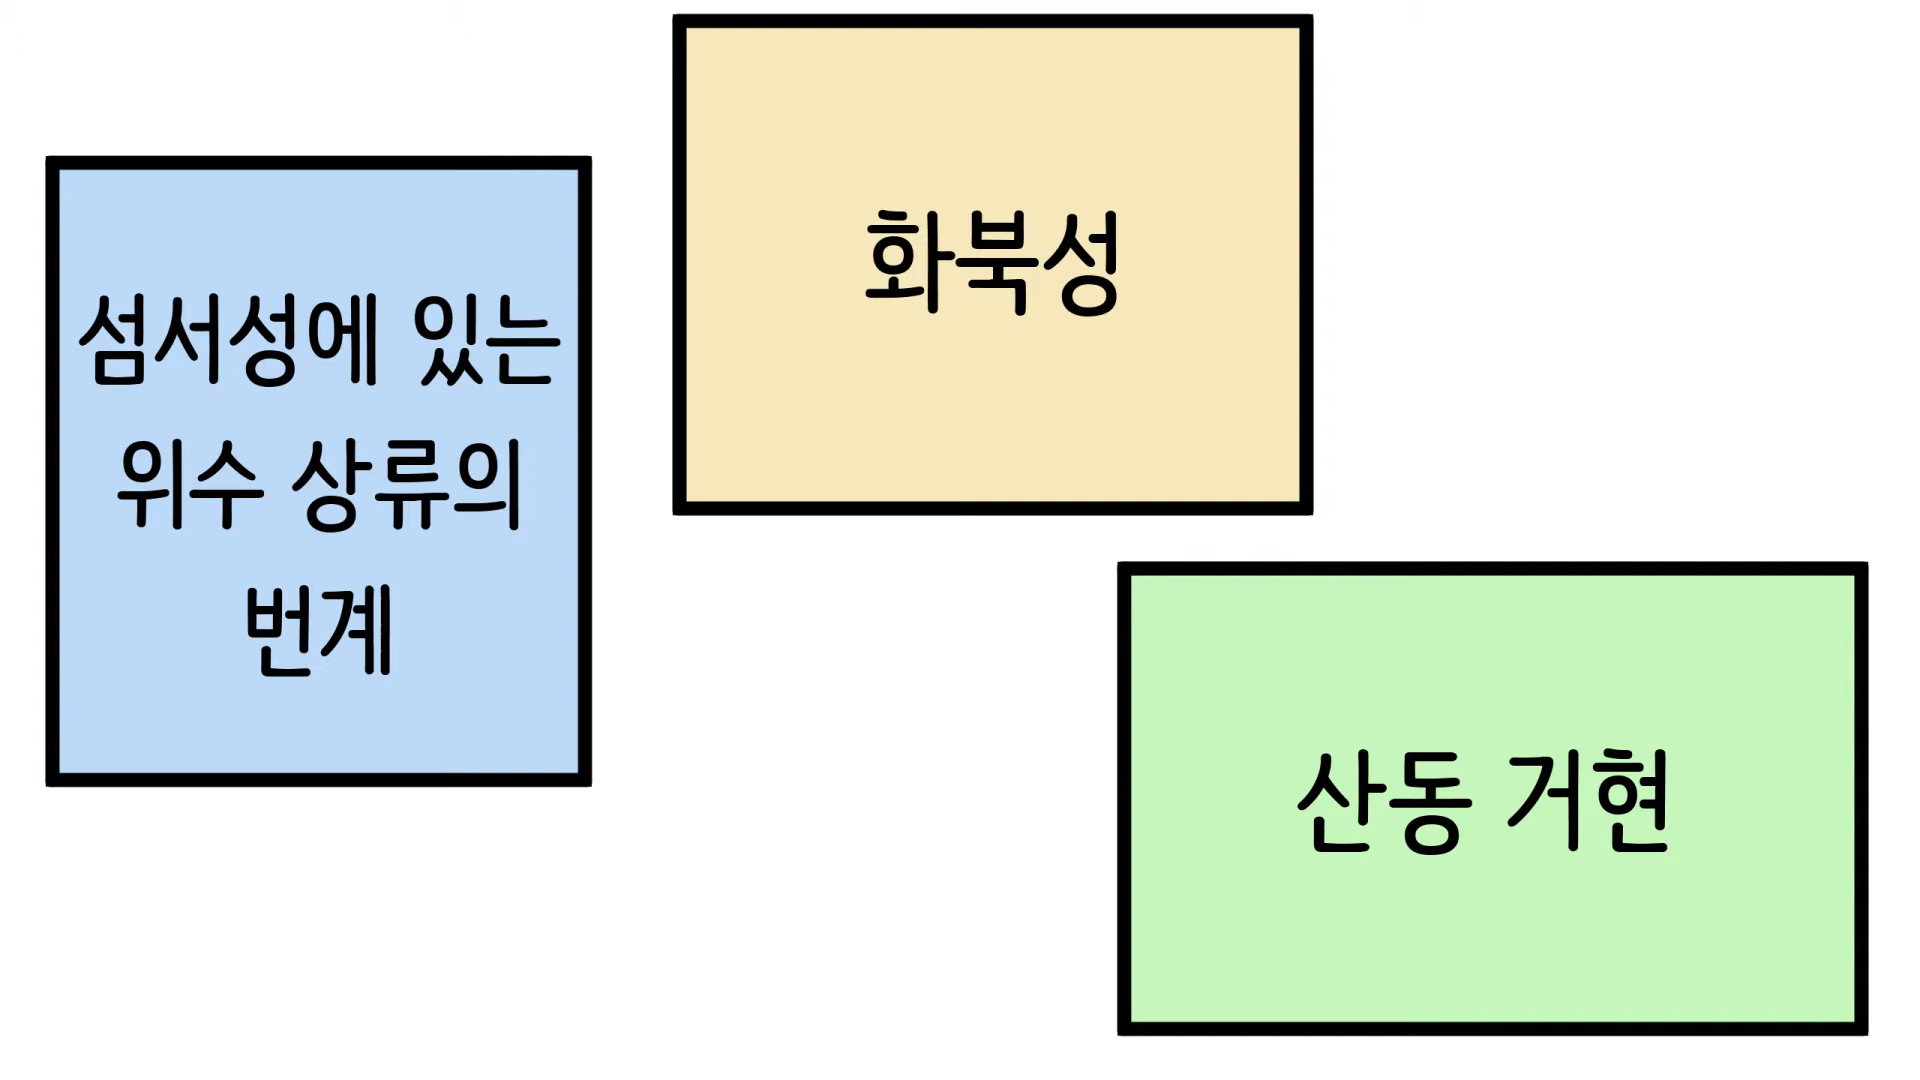 섬서성에 있는
위수 상류의
번계
화북성
산동 거현